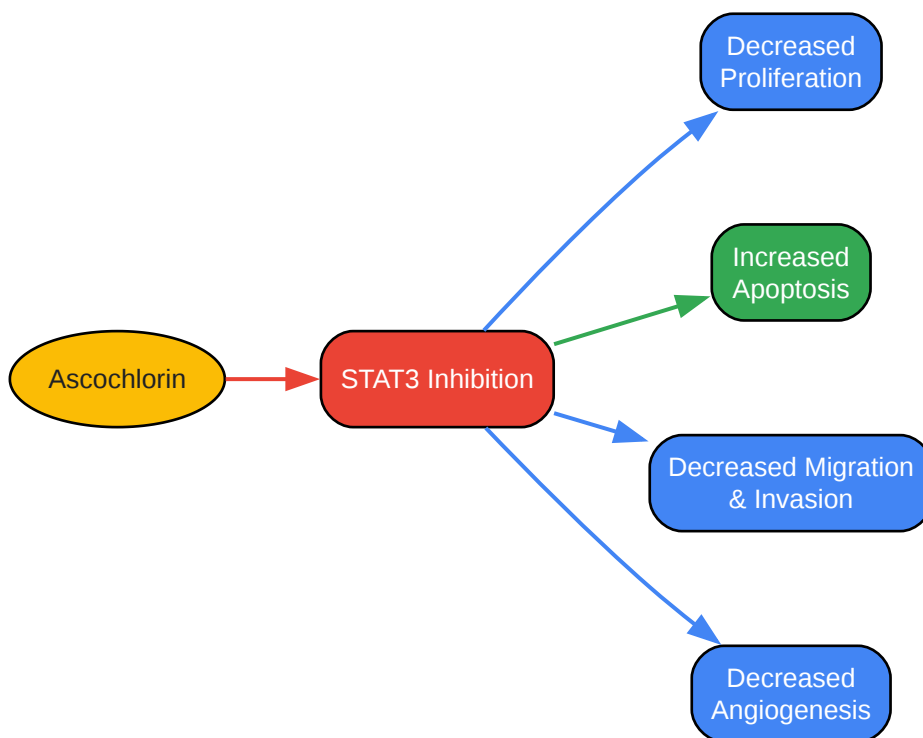 Decreased
Proliferation
Increased
Apoptosis
Ascochlorin
STAT3 Inhibition
Decreased Migration
& Invasion
Decreased
Angiogenesis